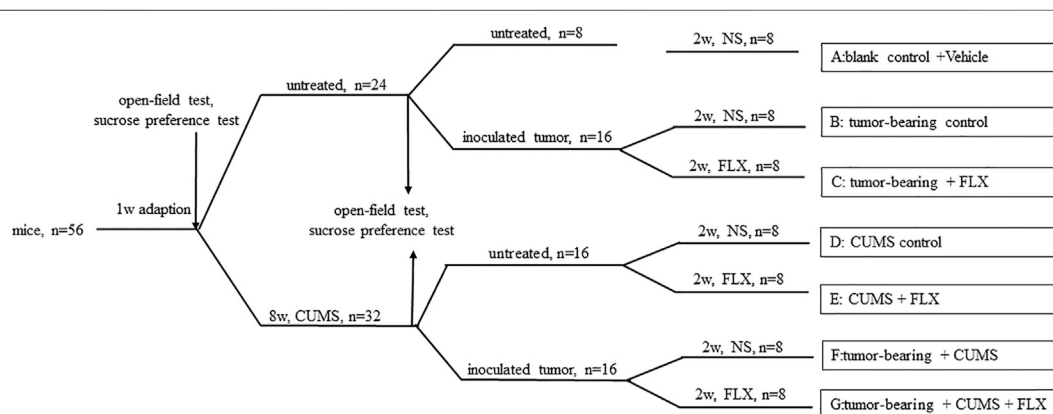 untreated, n=8
2w, NS, n=8
A:blank control +Vehicle
untreated, n=24
open-field test,
sucrose preference test
2w, NS, n=8
B: tumor-bearing control
inoculated tumor, n=16
2w, FLX, n=8
C: tumor-bearing + FLX
1w adaption
mice, n=56
open-field test,
sucrose preference test
2w, NS, n=8
D: CUMS control
untreated, n=16
2w, FLX, n=8
E: CUMS + FLX
8w, CUMS, n=32
2w, NS, n=8
F:tumor-bearing + CUMS
inoculated tumor, n=16
2w, FLX, n=8
G:tumor-bearing + CUMS + FLX